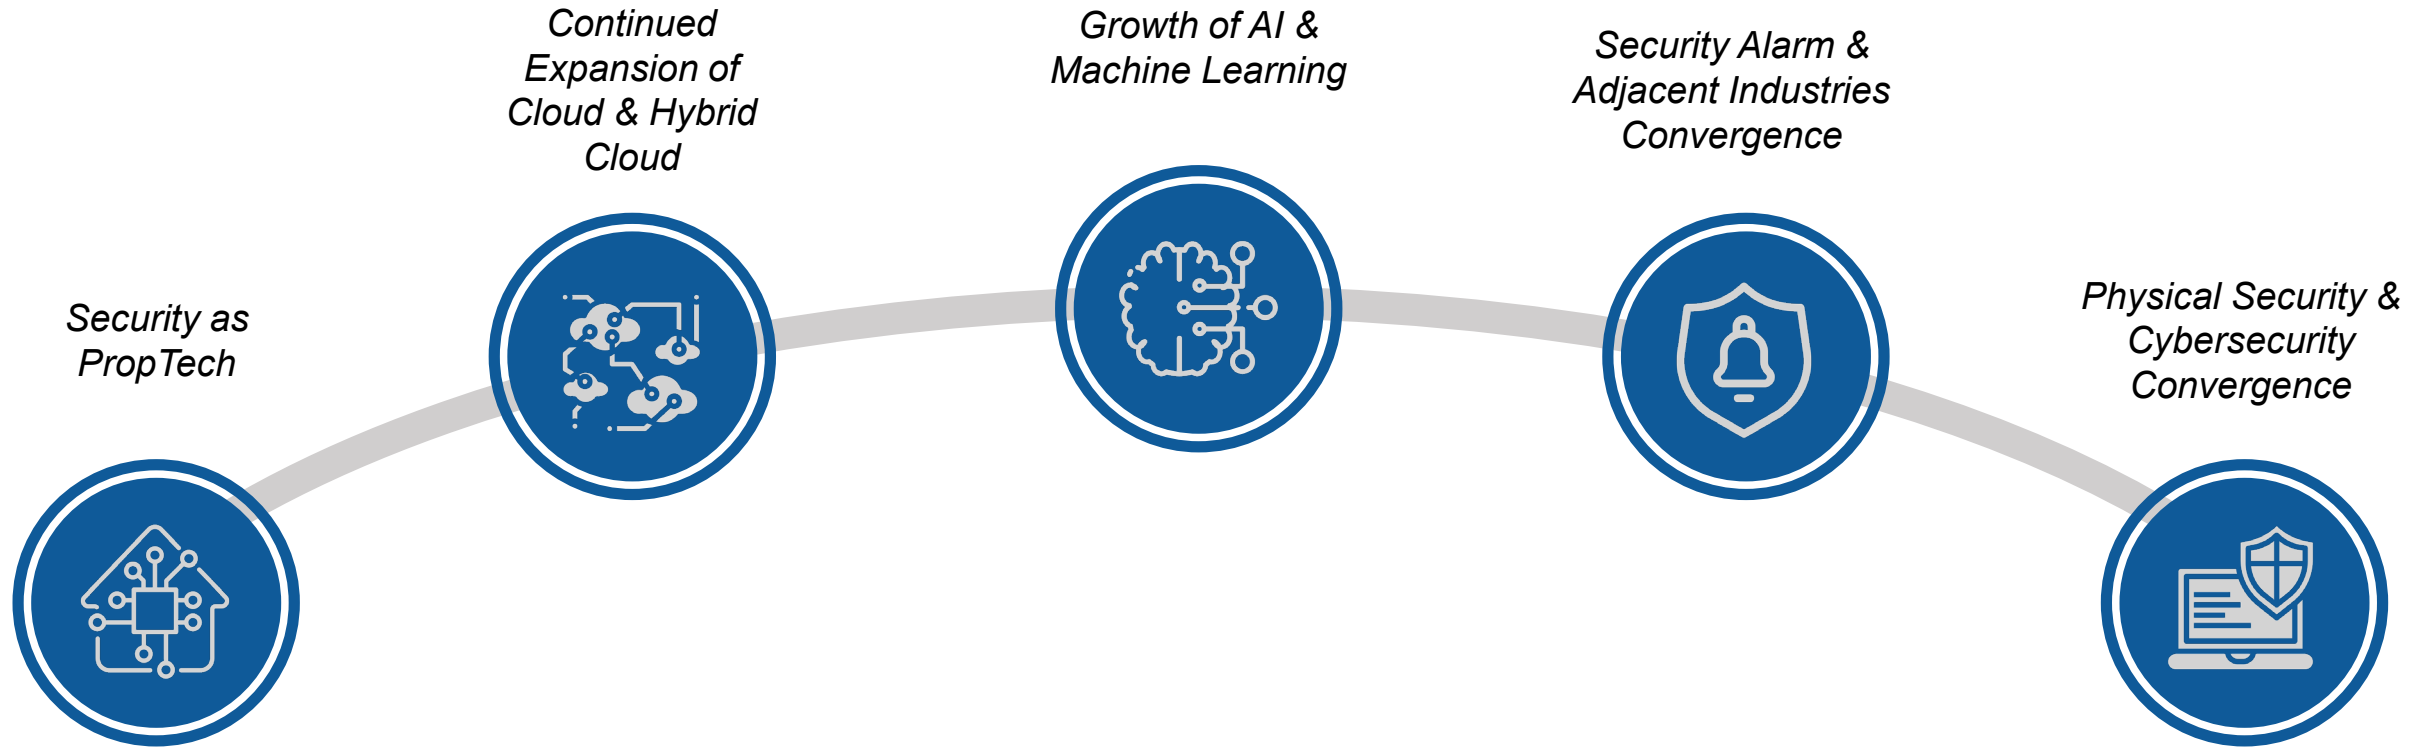 Security as
PropTech
Continued
Expansion of
Cloud & Hybrid
Cloud
Growth of AI &
Machine Learning
Security Alarm &
Adjacent Industries
Convergence
Physical Security &
Cybersecurity
Convergence